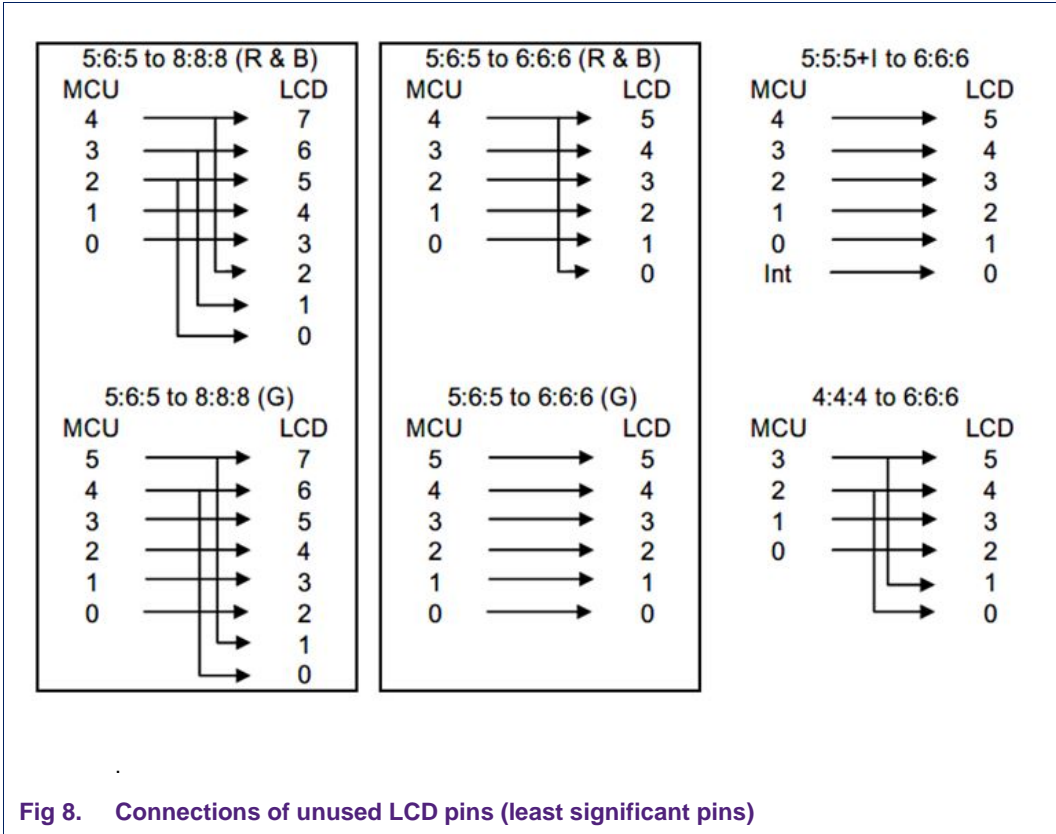 5:6:5 to 8:8:8 (R & B)
MCU LCD
4 7
3 6
2 5
1 4
0 3
2
1
0
5:6:5 to 6:6:6 (R & B)
MCU LCD
4 5
3 4
2 3
1 2
0 1
0
5:5:5+I to 6:6:6
MCU LCD
4 5
3 4
2 3
1 2
0 1
Int 0
5:6:5 to 8:8:8 (G)
MCU LCD
5 7
4 6
3 5
2 4
1 3
0 2
1
0
5:6:5 to 6:6:6 (G)
MCU LCD
5 5
4 4
3 3
2 2
1 1
0 0
4:4:4 to 6:6:6
MCU LCD
3 5
2 4
1 3
0 2
1
0
.
Fig 8. Connections of unused LCD pins (least significant pins)